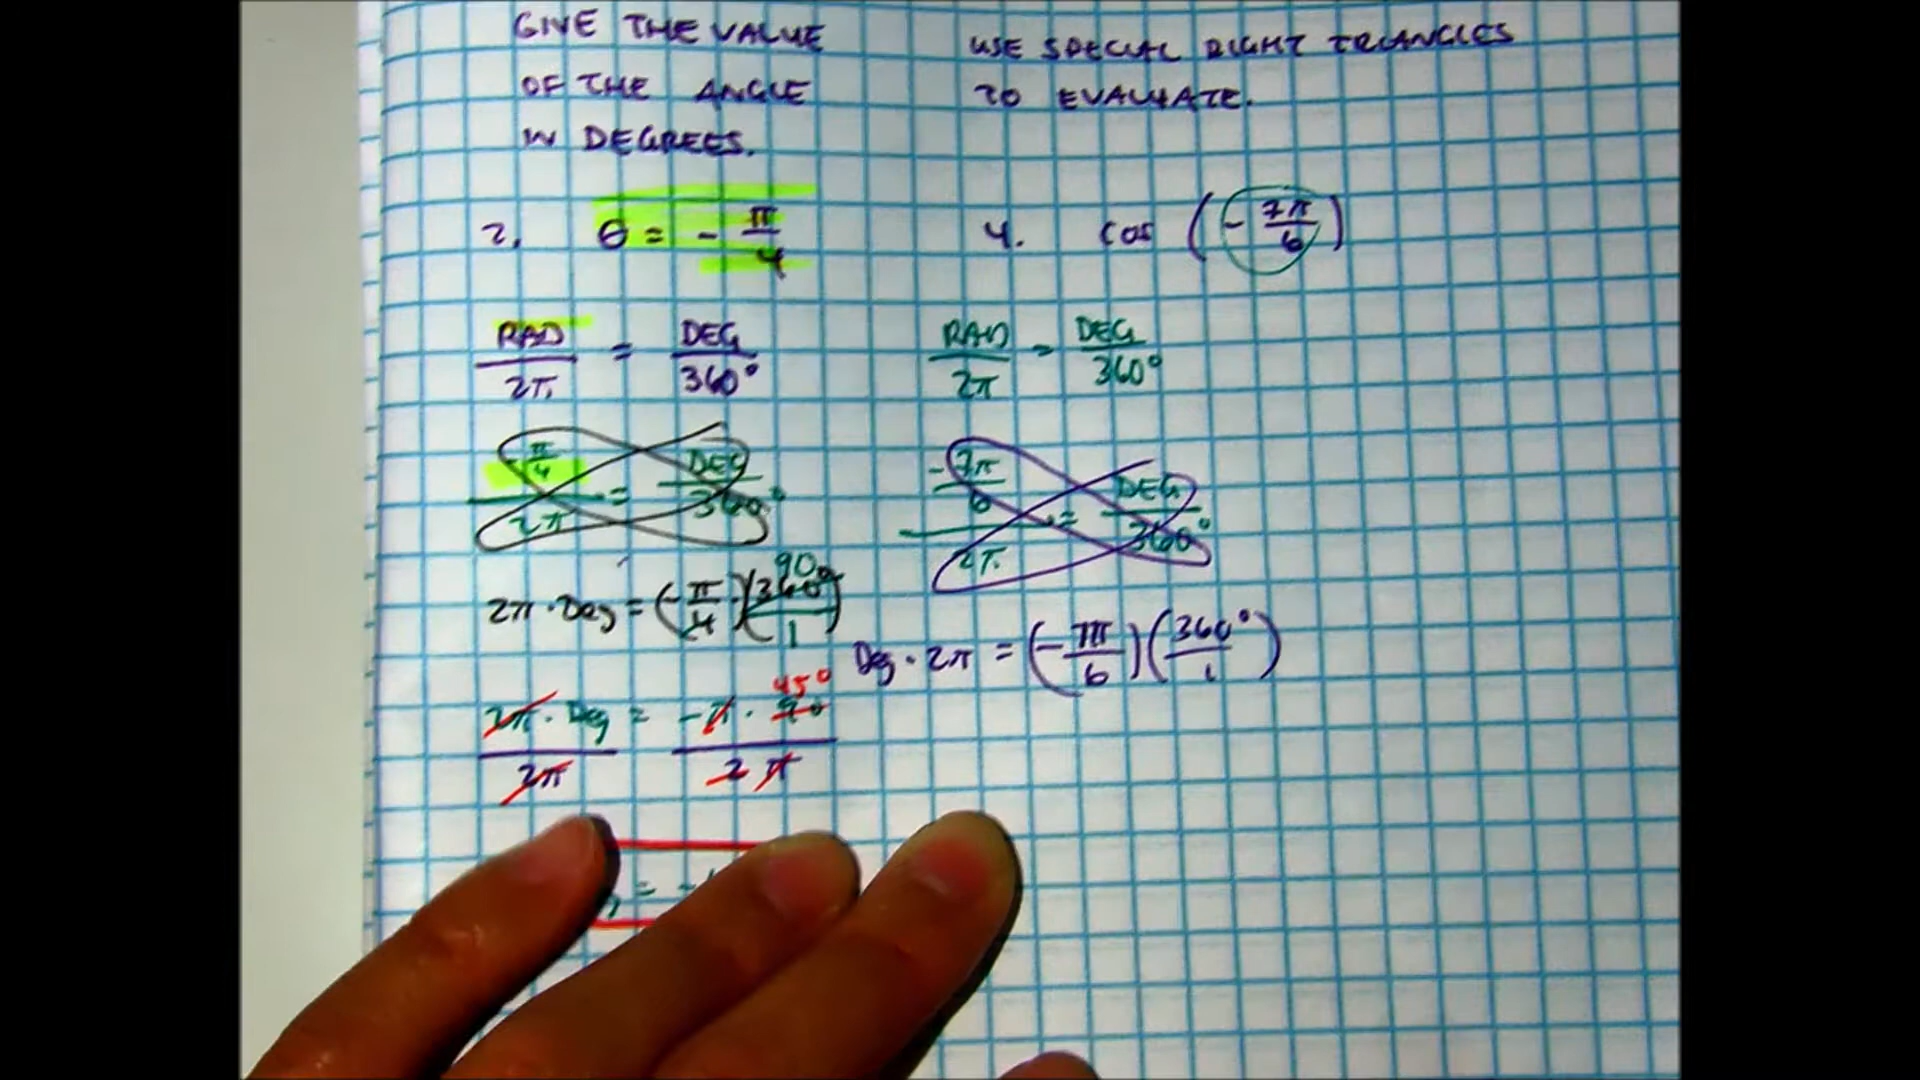 GIVE THE VALUE
OF THE ANGLE
IN DEGREES.
2. θ = - π/4
RAD/2π = DEG/360°
-π/4 / 2π = DEG/360°
2π · Deg = (-π/4)(360°/1) 90°
2π · Deg / 2π = -π · 90 / 2π 45°
= -
USE SPECIAL RIGHT TRIANGLES
TO EVALUATE.
4. cos (- 7π/6)
RAD/2π = DEG/360°
-7π/6 / 2π = DEG/360°
Deg · 2π = (-7π/6)(360°/1)